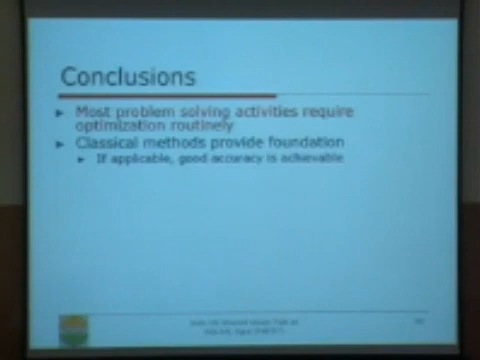 Conclusions
Most problem solving activities require
optimization routinely
Classical methods provide foundation
If applicable, good accuracy is achievable